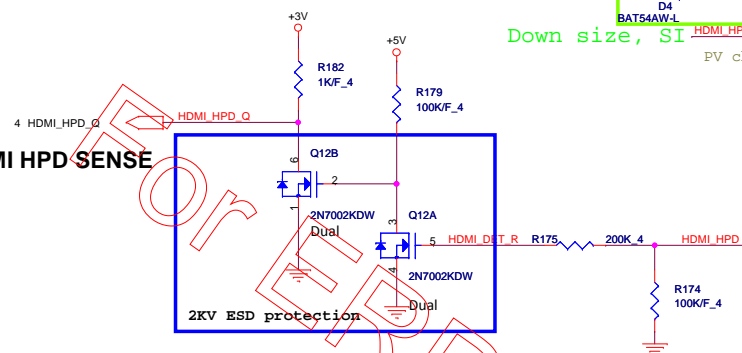 D4
BAT54AW-L
+3V
Down size, SI
HDMI_HP
+5V
PV c
R182
1K/F_4
R179
100K/F_4
4 HDMI_HPD_Q
HDMI_HPD_Q
MI HPD SENSE
6
Q12B
2
1
2N7002KDW
Dual
3
Q12A
5
HDMI_DET_R
R175
200K_4
HDMI_HPD
4
2N7002KDW
Dual
R174
100K/F_4
2KV ESD protection
For EDP